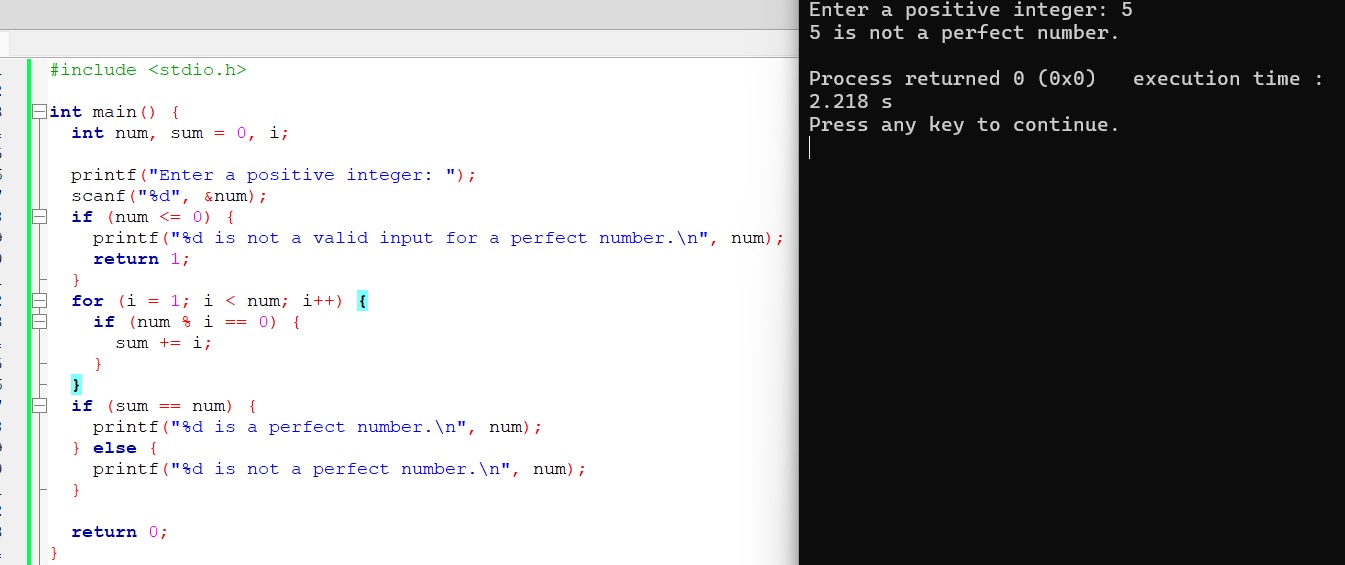 #include <stdio.h>
int main() {
int num, sum = 0, i;
printf("Enter a positive integer: ");
scanf("%d", &num);
if (num <= 0) {
printf("%d is not a valid input for a perfect number.\n", num);
return 1;
}
for (i = 1; i < num; i++) {
if (num % i == 0) {
sum += i;
}
}
if (sum == num) {
printf("%d is a perfect number.\n", num);
} else {
printf("%d is not a perfect number.\n", num);
}
return 0;
}
Enter a positive integer: 5
5 is not a perfect number.
Process returned 0 (0x0)   execution time :
2.218 s
Press any key to continue.